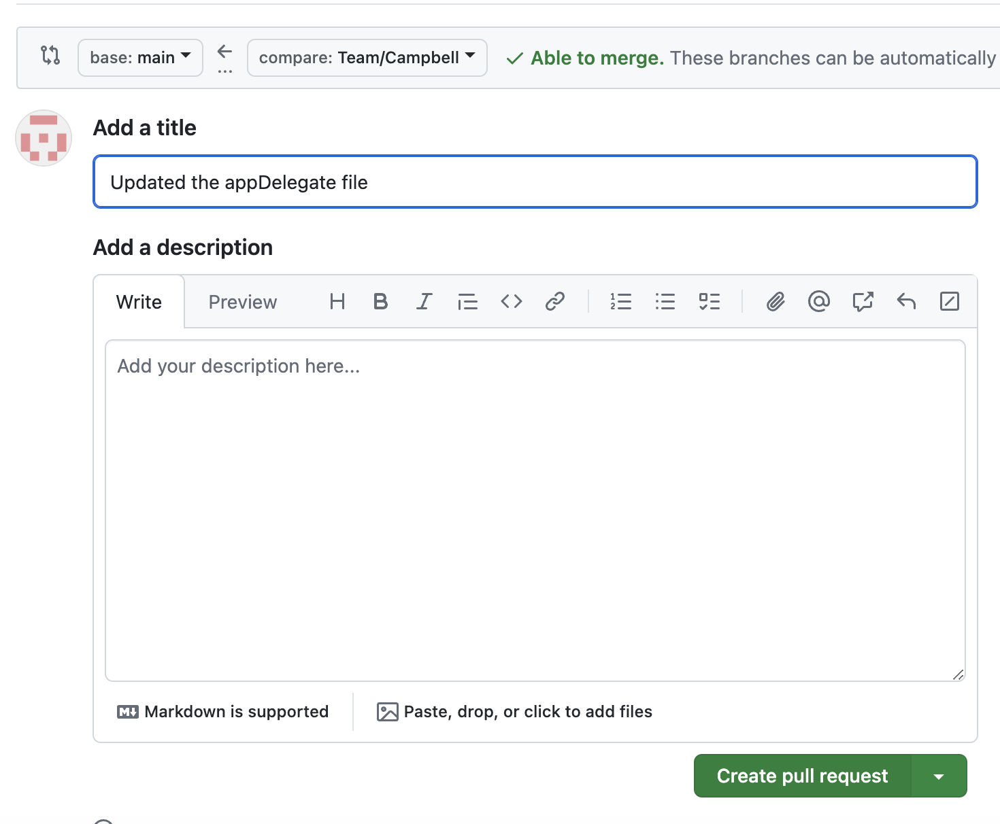 base: main
compare: Team/Campbell
Able to merge. These branches can be automatically
Add a title
Updated the appDelegate file
Add a description
Write
Preview
Add your description here...
Markdown is supported
Paste, drop, or click to add files
Create pull request